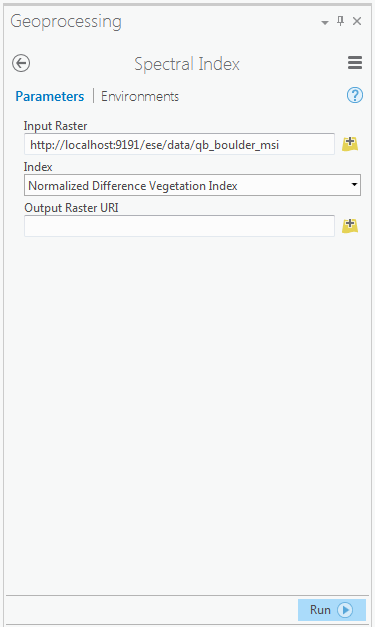 Geoprocessing
Spectral Index
Parameters | Environments
?
Input Raster
http://localhost:9191/ese/data/qb_boulder_msi
Index
Normalized Difference Vegetation Index
Output Raster URI
Run